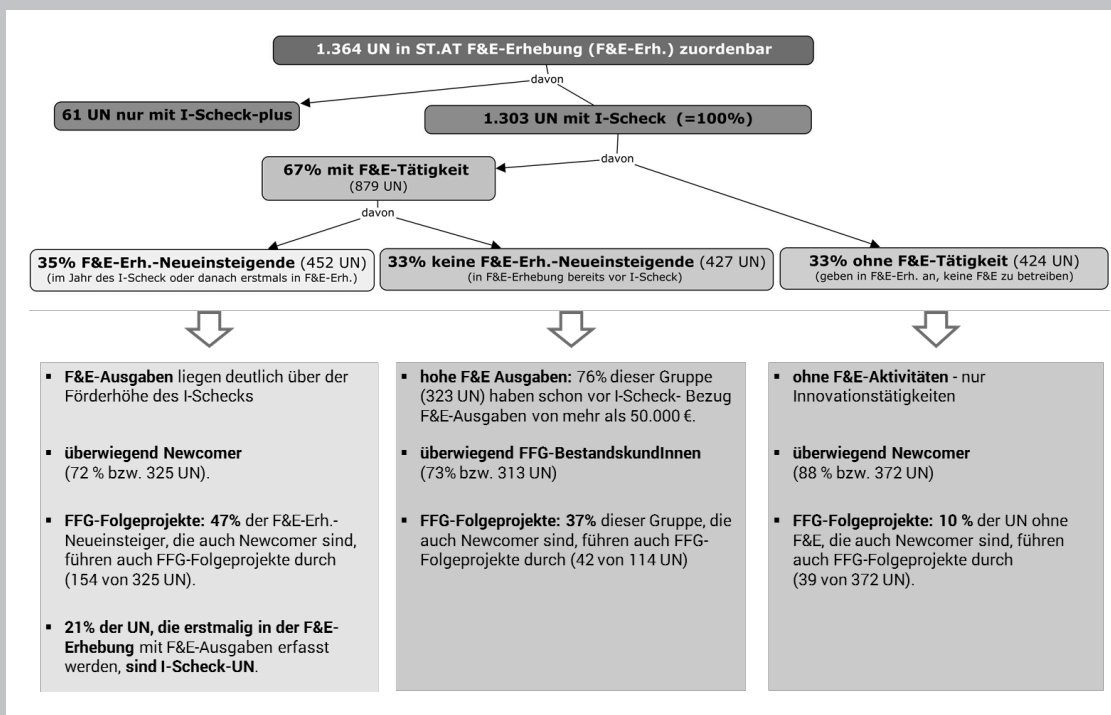 1.364 UN in ST.AT F&E-Erhebung (F&E-Erh.) zuordenbar
davon
61 UN nur mit I-Scheck-plus
1.303 UN mit I-Scheck (=100%)
davon
67% mit F&E-Tätigkeit
(879 UN)
davon
35% F&E-Erh.-Neueinsteigende (452 UN)
(im Jahr des I-Scheck oder danach erstmals in F&E-Erh.)
33% keine F&E-Erh.-Neueinsteigende (427 UN)
(in F&E-Erhebung bereits vor I-Scheck)
33% ohne F&E-Tätigkeit (424 UN)
(geben in F&E-Erh. an, keine F&E zu betreiben)
▪ F&E-Ausgaben liegen deutlich über der
Förderhöhe des I-Schecks
▪ überwiegend Newcomer
(72 % bzw. 325 UN).
▪ FFG-Folgeprojekte: 47% der F&E-Erh.-
Neueinsteiger, die auch Newcomer sind,
führen auch FFG-Folgeprojekte durch
(154 von 325 UN).
▪ 21% der UN, die erstmalig in der F&E-
Erhebung mit F&E-Ausgaben erfasst
werden, sind I-Scheck-UN.
▪ hohe F&E Ausgaben: 76% dieser Gruppe
(323 UN) haben schon vor I-Scheck- Bezug
F&E-Ausgaben von mehr als 50.000 €.
▪ überwiegend FFG-BestandskundInnen
(73% bzw. 313 UN)
▪ FFG-Folgeprojekte: 37% dieser Gruppe, die
auch Newcomer sind, führen auch FFG-
Folgeprojekte durch (42 von 114 UN)
▪ ohne F&E-Aktivitäten - nur
Innovationstätigkeiten
▪ überwiegend Newcomer
(88 % bzw. 372 UN)
▪ FFG-Folgeprojekte: 10 % der UN ohne
F&E, die auch Newcomer sind, führen
auch FFG-Folgeprojekte durch
(39 von 372 UN).